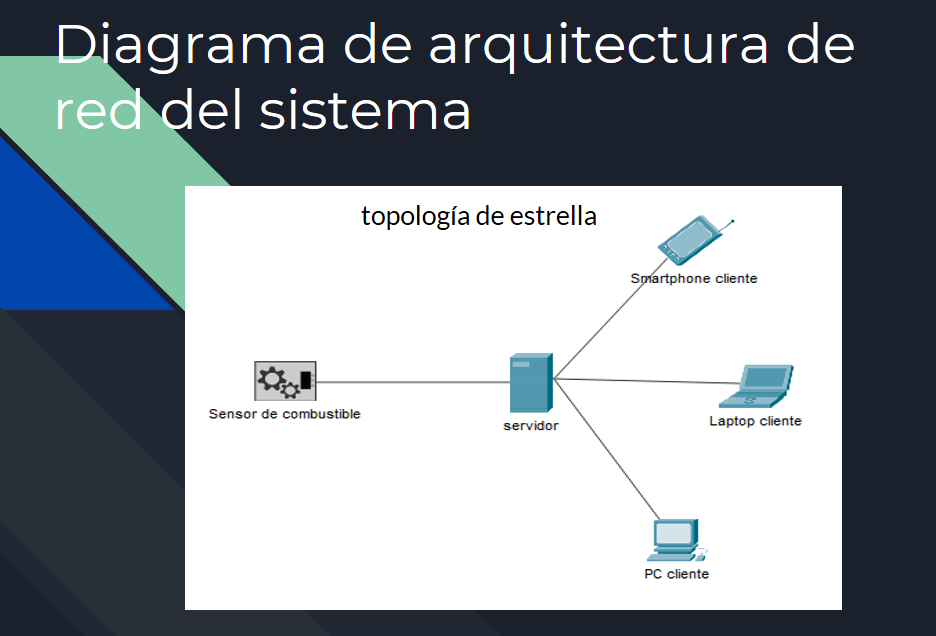 Diagrama de arquitectura de
red del sistema
topología de estrella
Smartphone cliente
Sensor de combustible
servidor
Laptop cliente
PC cliente